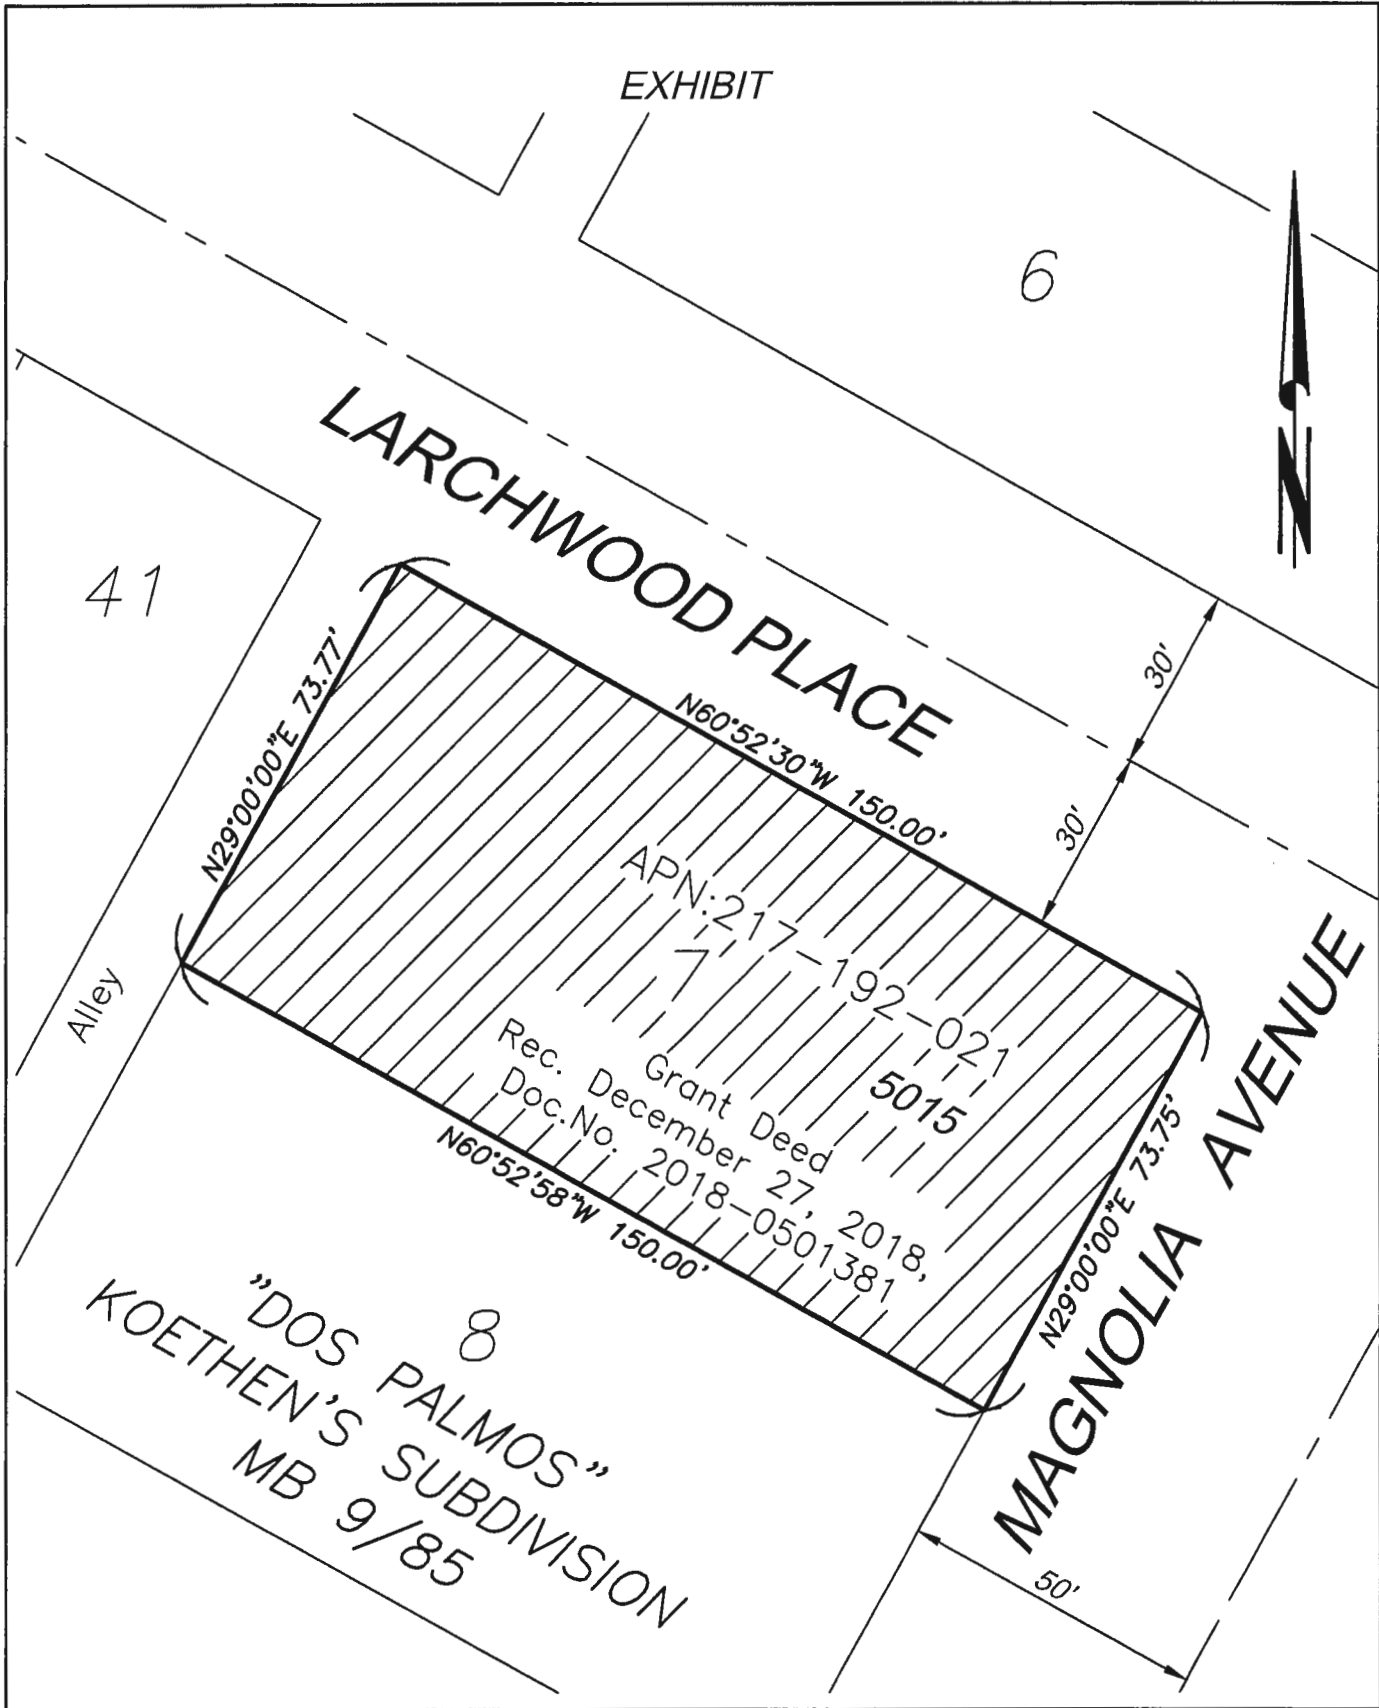 EXHIBIT
6
N
LARCHWOOD PLACE
41
30'
30'
N29°00'00"E 73.77'
N60°52'30"W 150.00'
APN:217-192-021
7
5015
Grant Deed
Rec. December 27, 2018,
Doc.No. 2018-0501381
Alley
N60°52'58"W 150.00'
N29°00'00"E 73.75'
MAGNOLIA AVENUE
8
"DOS PALMOS"
KOETHEN'S SUBDIVISION
MB 9/85
50'